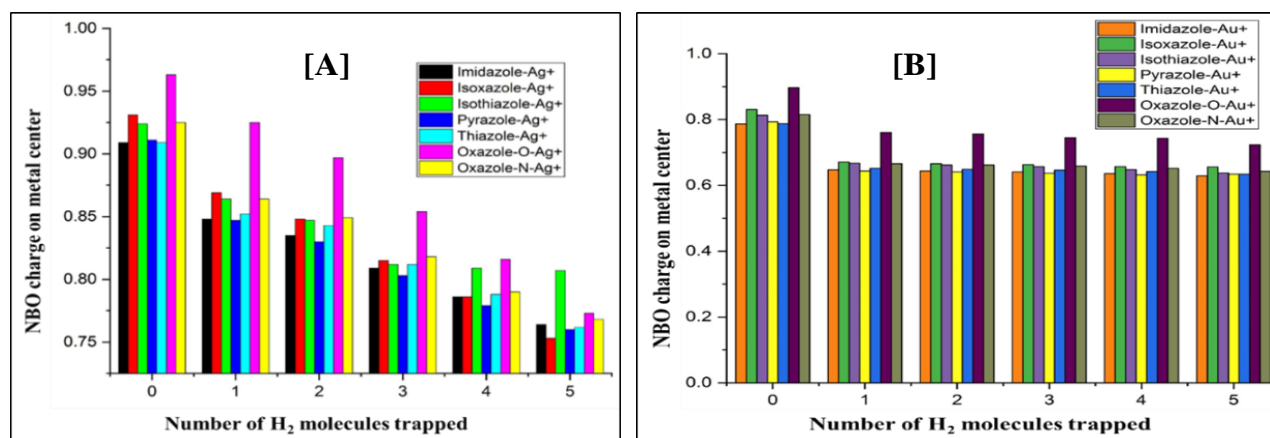 [A]
NBO charge on metal center
1.00
0.95
0.90
0.85
0.80
0.75
Imidazole-Ag+
Isoxazole-Ag+
Isothiazole-Ag+
Pyrazole-Ag+
Thiazole-Ag+
Oxazole-O-Ag+
Oxazole-N-Ag+
0 1 2 3 4 5
Number of H₂ molecules trapped
[B]
NBO charge on metal center
1.0
0.8
0.6
0.4
0.2
0.0
Imidazole-Au+
Isoxazole-Au+
Isothiazole-Au+
Pyrazole-Au+
Thiazole-Au+
Oxazole-O-Au+
Oxazole-N-Au+
0 1 2 3 4 5
Number of H₂ molecules trapped